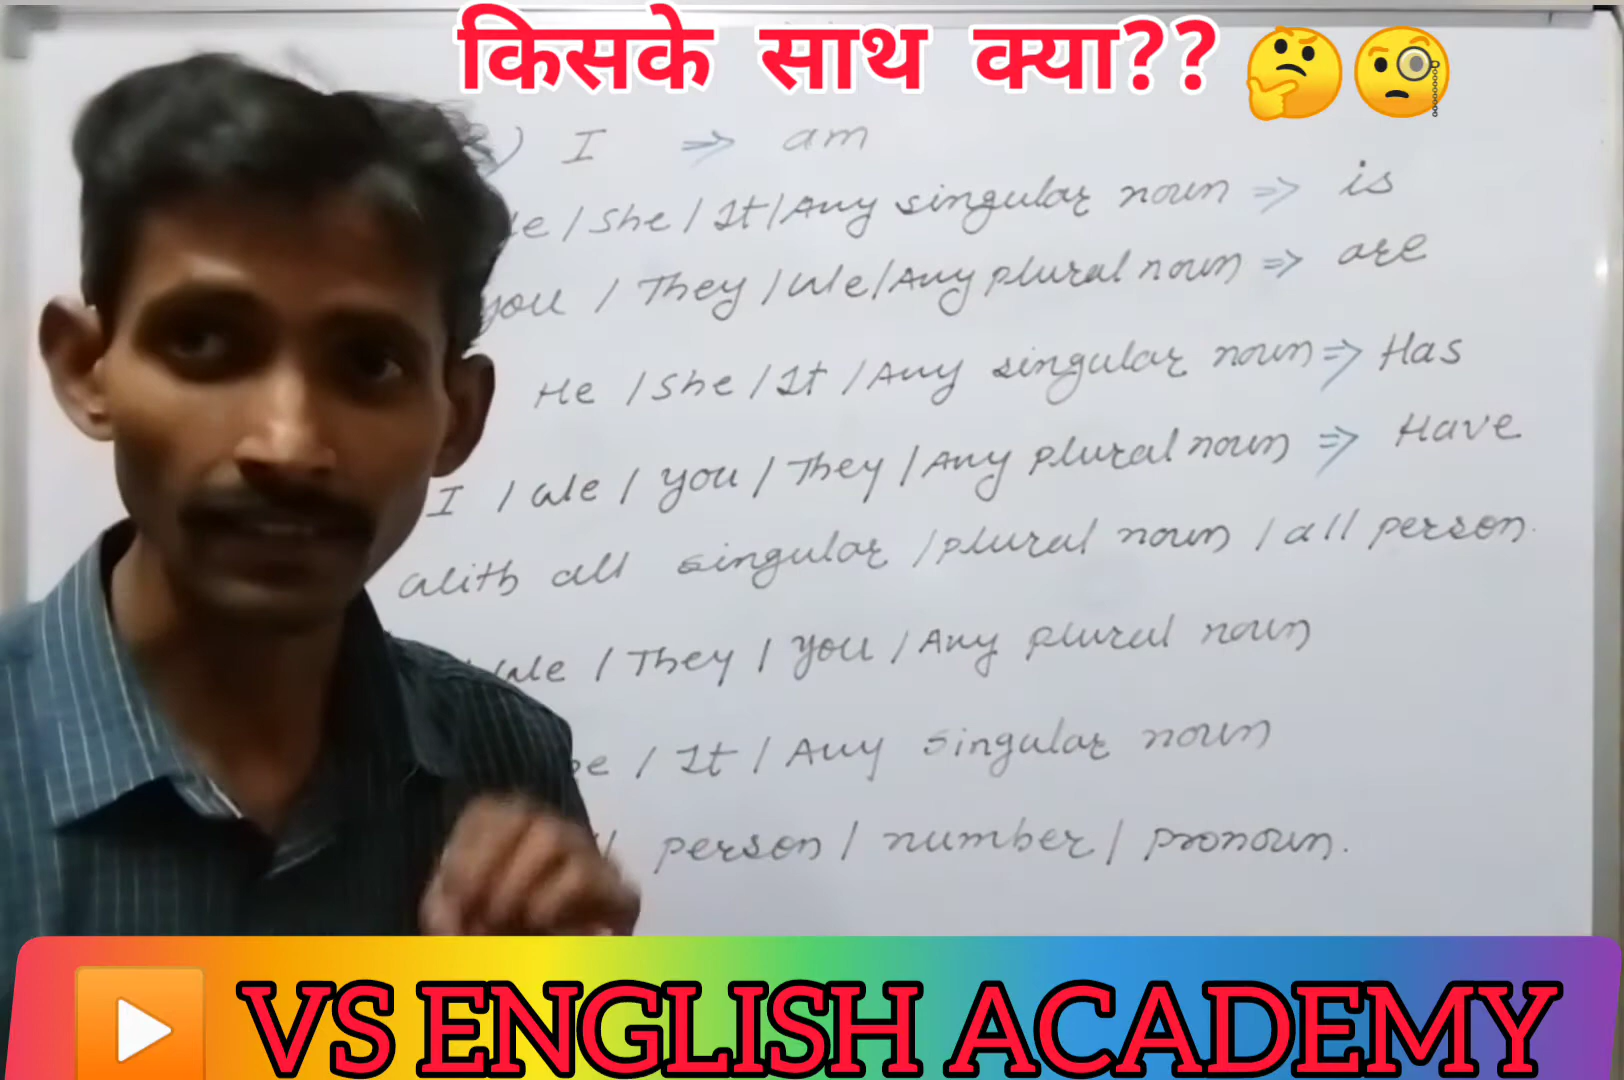 किसके साथ क्या??
I ⇒ am
/ She / It / Any singular noun ⇒ is
you / They / We / Any plural noun ⇒ are
He / She / It / Any singular noun ⇒ Has
I / We / you / They / Any plural noun ⇒ Have
With all singular / plural noun / all person.
We / They / you / Any plural noun
/ It / Any singular noun
person / number / pronoun.
VS ENGLISH ACADEMY